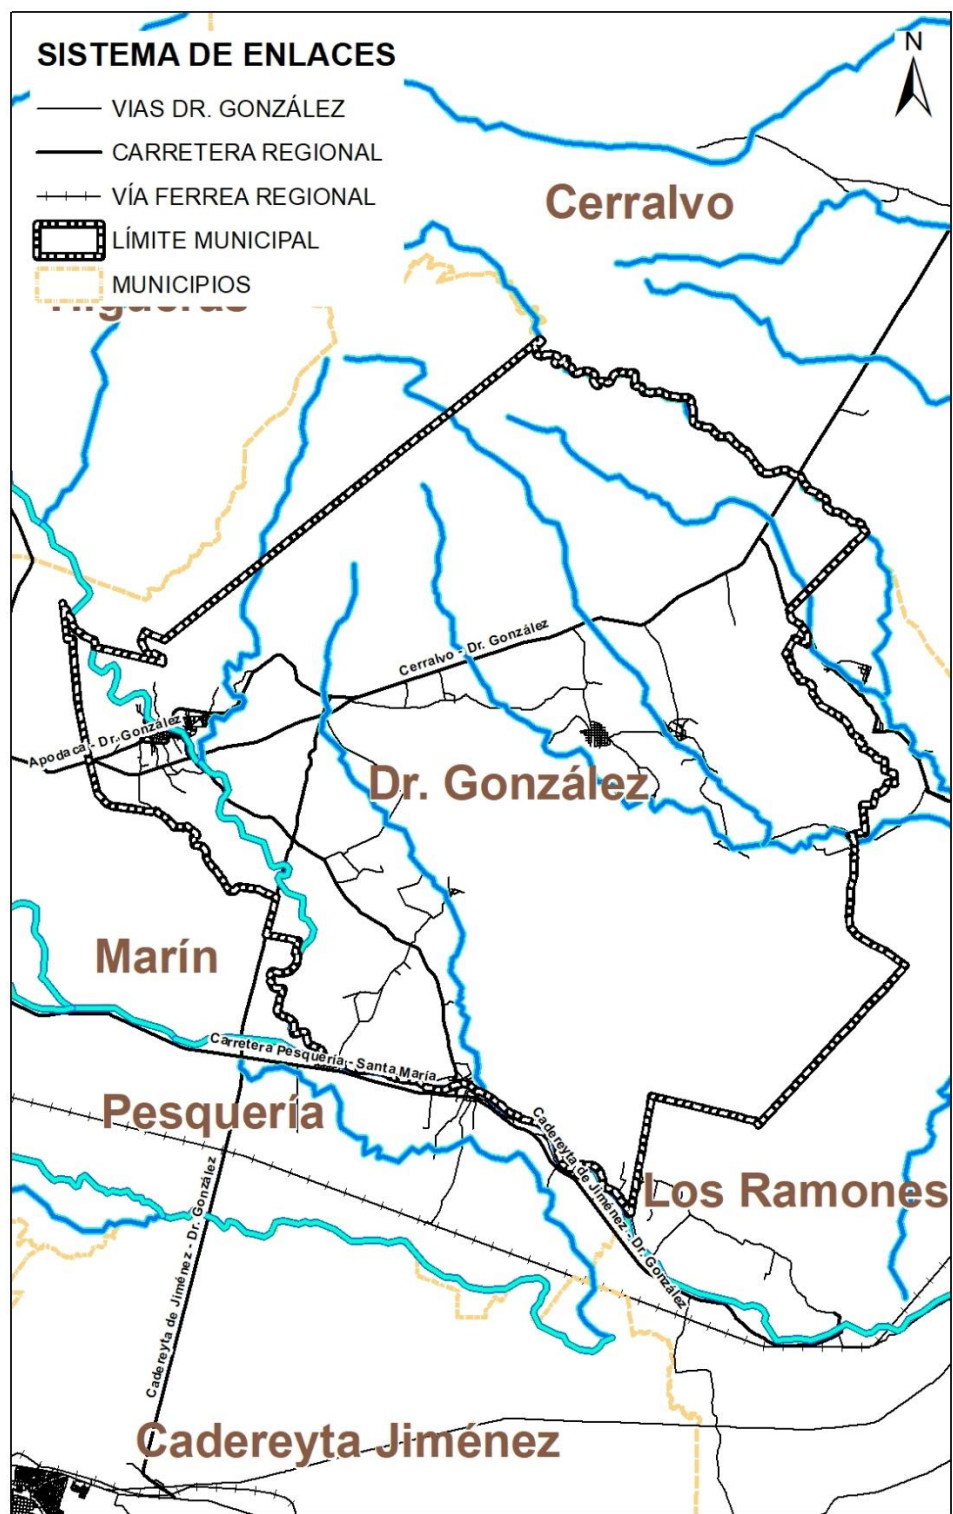 SISTEMA DE ENLACES
VIAS DR. GONZÁLEZ
CARRETERA REGIONAL
VÍA FERREA REGIONAL
LÍMITE MUNICIPAL
MUNICIPIOS
N
Cerralvo
Higueras
Cerralvo - Dr. González
Apodaca - Dr. González
Dr. González
Marín
Carretera Pesquería - Santa María
Pesquería
Cadereyta de Jiménez - Dr. González
Los Ramones
Cadereyta de Jiménez - Dr. González
Cadereyta Jiménez